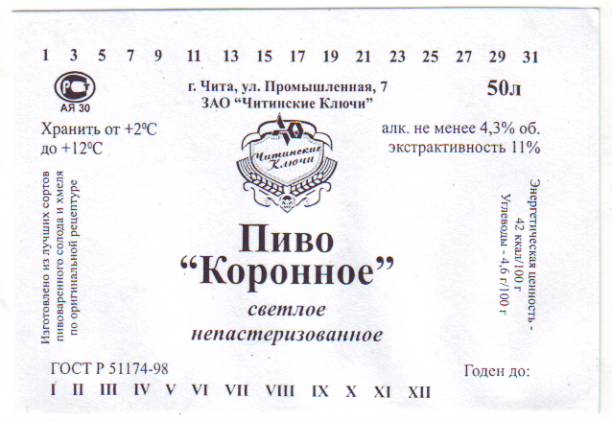 1 3 5 7 9 11 13 15 17 19 21 23 25 27 29 31
АЯ 30
г. Чита, ул. Промышленная, 7
ЗАО “Читинские Ключи”
50л
Хранить от +2⁰С
до +12⁰С
алк. не менее 4,3% об.
экстрактивность 11%
Читинские
Ключи
Изготовлено из лучших сортов
пивоваренного солода и хмеля
по оригинальной рецептуре
Энергетическая ценность -
42 ккал/100 г
Углеводы - 4,6 г/100 г
Пиво
“Коронное”
светлое
непастеризованное
ГОСТ Р 51174-98
Годен до:
I II III IV V VI VII VIII IX X XI XII